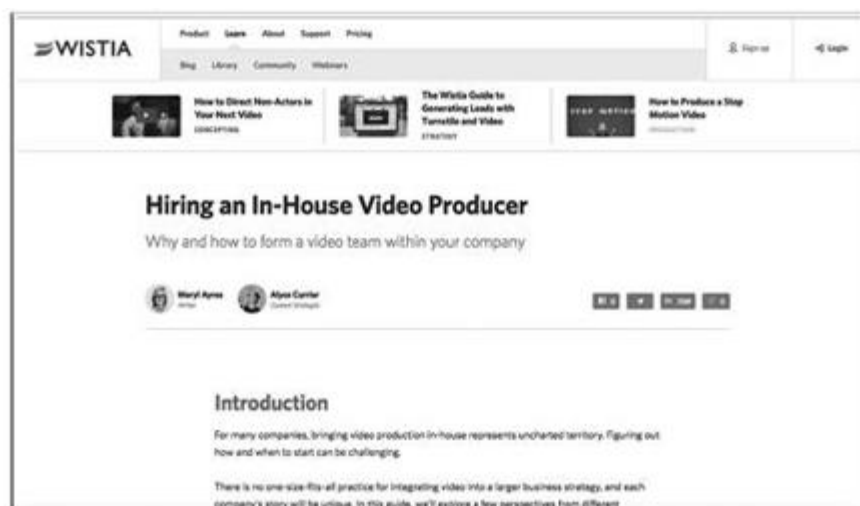 WISTIA
Product Learn About Support Pricing
Sign up
Login
Blog Library Community Webinars
How to Direct Non-Actors in
Your Next Video
CONCEPTING
The Wistia Guide to
Generating Leads with
Turnstile and Video
STRATEGY
How to Produce a Stop
Motion Video
PRODUCTION
Hiring an In-House Video Producer
Why and how to form a video team within your company
Meryl Ayres
Writer
Alyce Currier
Content Strategist
Introduction
For many companies, bringing video production in-house represents uncharted territory. Figuring out
how and when to start can be challenging.
There is no one-size-fits-all practice for integrating video into a larger business strategy, and each
company's story will be unique. In this guide, we'll explore a few perspectives from different